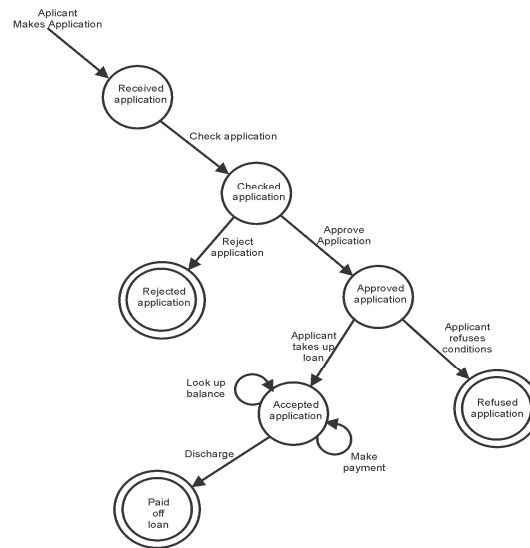 Aplicant
Makes Application
Received
application
Check application
Checked
application
Reject
application
Approve
Application
Rejected
application
Approved
application
Applicant
takes up
loan
Applicant
refuses
conditions
Look up
balance
Accepted
application
Refused
application
Discharge
Make
payment
Paid
off
loan